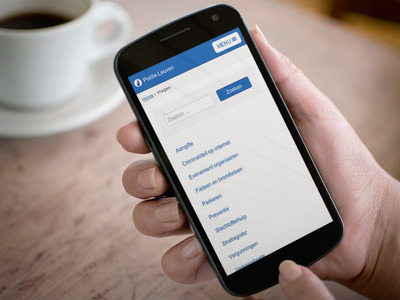 Politie Leuven
MENU
Home › Vragen
Zoeken ...
Zoeken
Aangifte
Criminaliteit op internet
Evenement organiseren
Fietsen en bromfietsen
Parkeren
Preventie
Slachtofferhulp
Strafregister
Vergunningen